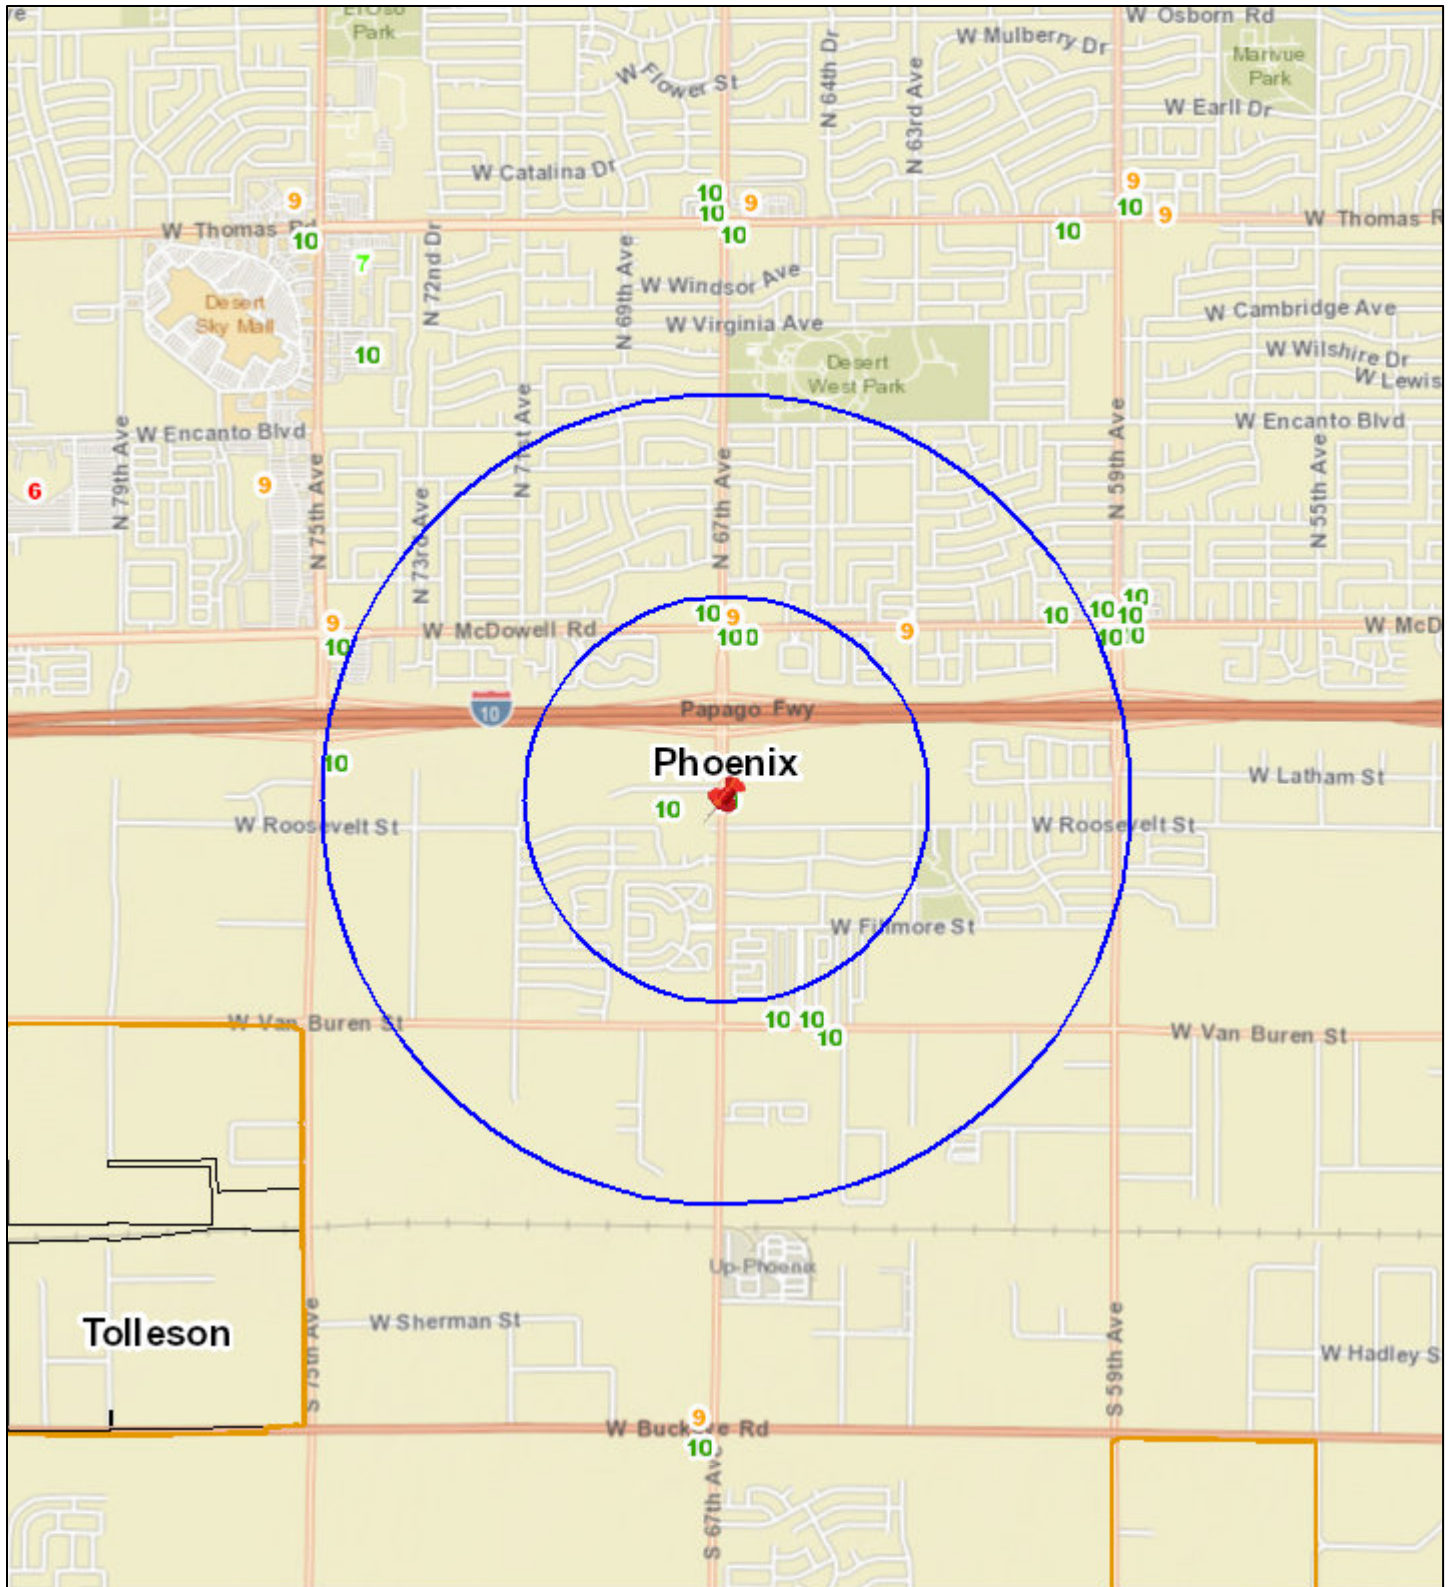 W Osborn Rd
Park
W Mulberry Dr
Marivue
Park
W Flower St
N 64th Dr
N 63rd Ave
W Earll Dr
W Catalina Dr
9
10
10
9
9
10
9
W Thomas Rd
10
10
10
W Thomas R
7
N 72nd Dr
N 69th Ave
W Windsor Ave
Desert
Sky Mall
W Virginia Ave
W Cambridge Ave
10
Desert
West Park
W Wilshire Dr
W Lewis
N 79th Ave
W Encanto Blvd
N 71st Ave
W Encanto Blvd
6
9
N 75th Ave
N 73rd Ave
N 67th Ave
N 59th Ave
N 55th Ave
9
10
W McDowell Rd
10
9
10
9
10
10
10
10
10
W McD
10
Papago Fwy
10
Phoenix
10
W Latham St
W Roosevelt St
W Roosevelt St
W Fillmore St
W Van Buren St
10
10
10
W Van Buren St
Up-Phoenix
Tolleson
S 75th Ave
W Sherman St
S 59th Ave
W Hadley S
9
W Buckeye Rd
10
S 67th Ave